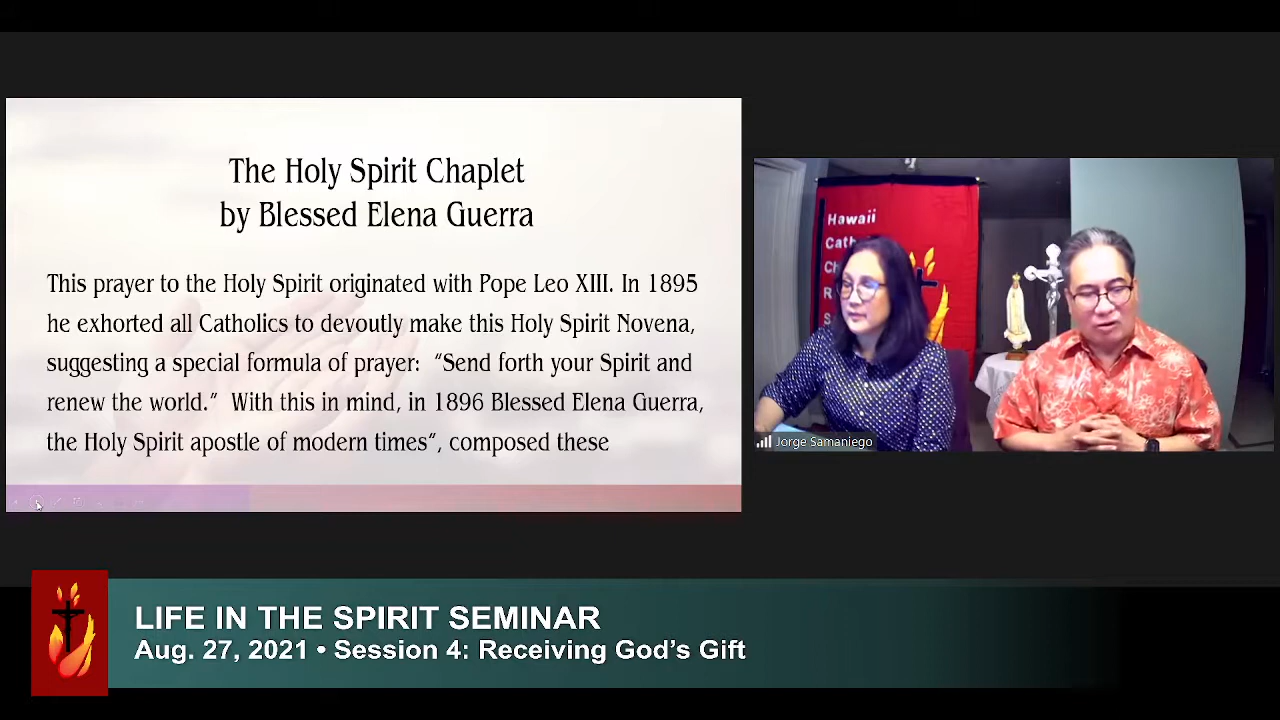 The Holy Spirit Chaplet
by Blessed Elena Guerra
This prayer to the Holy Spirit originated with Pope Leo XIII. In 1895
he exhorted all Catholics to devoutly make this Holy Spirit Novena,
suggesting a special formula of prayer: “Send forth your Spirit and
renew the world.” With this in mind, in 1896 Blessed Elena Guerra,
the Holy Spirit apostle of modern times”, composed these
Hawaii
Jorge Samaniego
LIFE IN THE SPIRIT SEMINAR
Aug. 27, 2021 • Session 4: Receiving God’s Gift